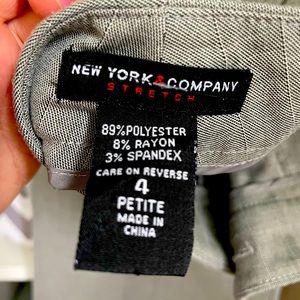 NEW YORK & COMPANY
STRETCH
89% POLYESTER
8% RAYON
3% SPANDEX
CARE ON REVERSE
4
PETITE
MADE IN
CHINA